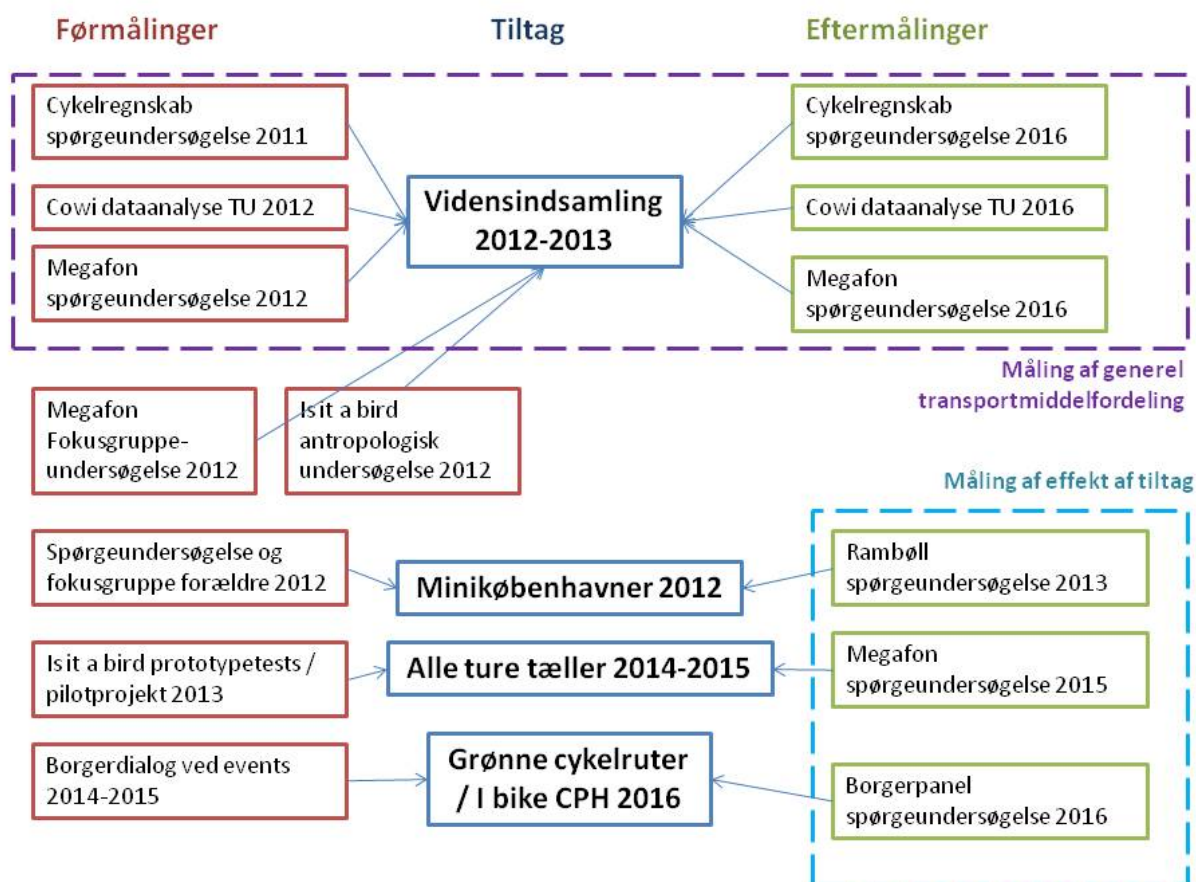 Førmålinger
Tiltag
Eftermålinger
Cykelregnskab
spørgeundersøgelse 2011
Cowi dataanalyse TU 2012
Megafon
spørgeundersøgelse 2012
Vidensindsamling
2012-2013
Cykelregnskab
spørgeundersøgelse 2016
Cowi dataanalyse TU 2016
Megafon
spørgeundersøgelse 2016
Måling af generel
transportmiddelfordeling
Megafon
Fokusgruppe-
undersøgelse 2012
Is it a bird
antropologisk
undersøgelse 2012
Måling af effekt af tiltag
Spørgeundersøgelse og
fokusgruppe forældre 2012
Minikøbenhavner 2012
Rambøll
spørgeundersøgelse 2013
Is it a bird prototypetests /
pilotprojekt 2013
Alle ture tæller 2014-2015
Megafon
spørgeundersøgelse 2015
Borgerdialog ved events
2014-2015
Grønne cykelruter
/ I bike CPH 2016
Borgerpanel
spørgeundersøgelse 2016